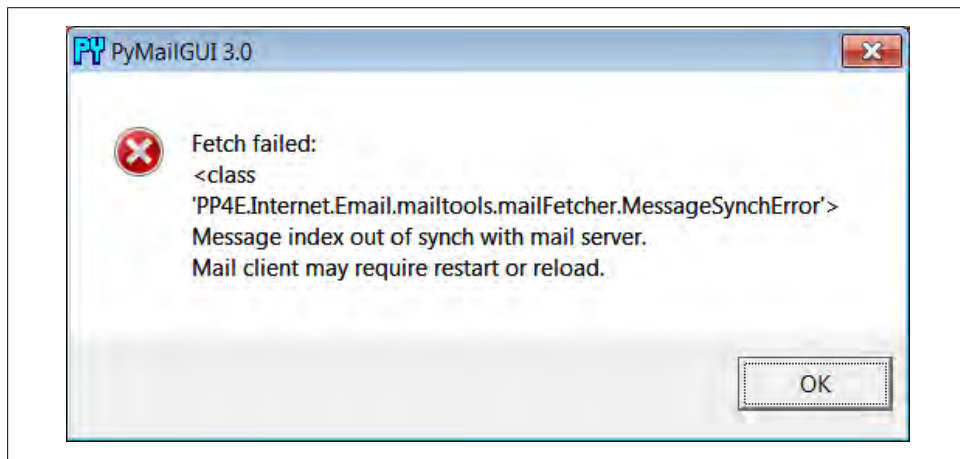 PY PyMailGUI 3.0
Fetch failed:
<class
'PP4E.Internet.Email.mailtools.mailFetcher.MessageSynchError'>
Message index out of synch with mail server.
Mail client may require restart or reload.
OK